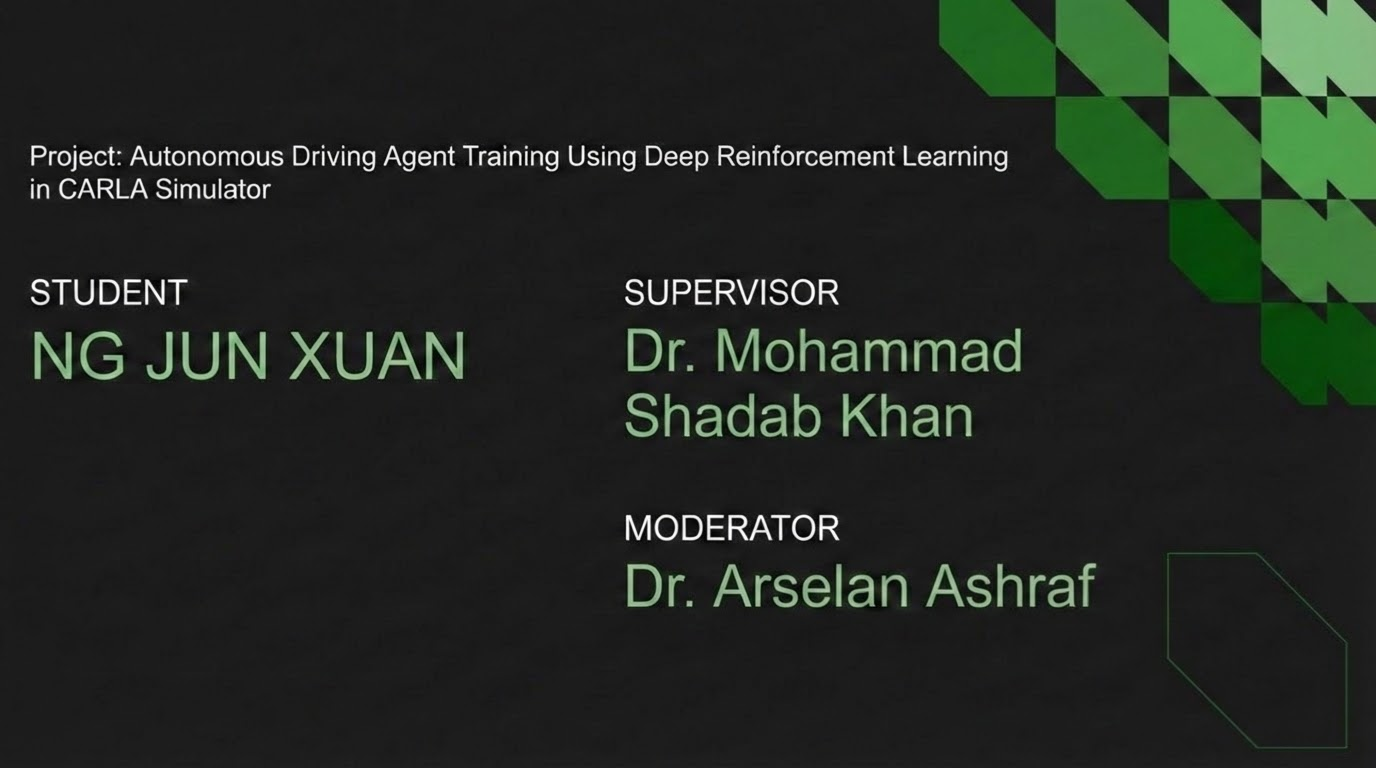 Project: Autonomous Driving Agent Training Using Deep Reinforcement Learning
in CARLA Simulator
STUDENT
NG JUN XUAN
SUPERVISOR
Dr. Mohammad
Shadab Khan
MODERATOR
Dr. Arselan Ashraf